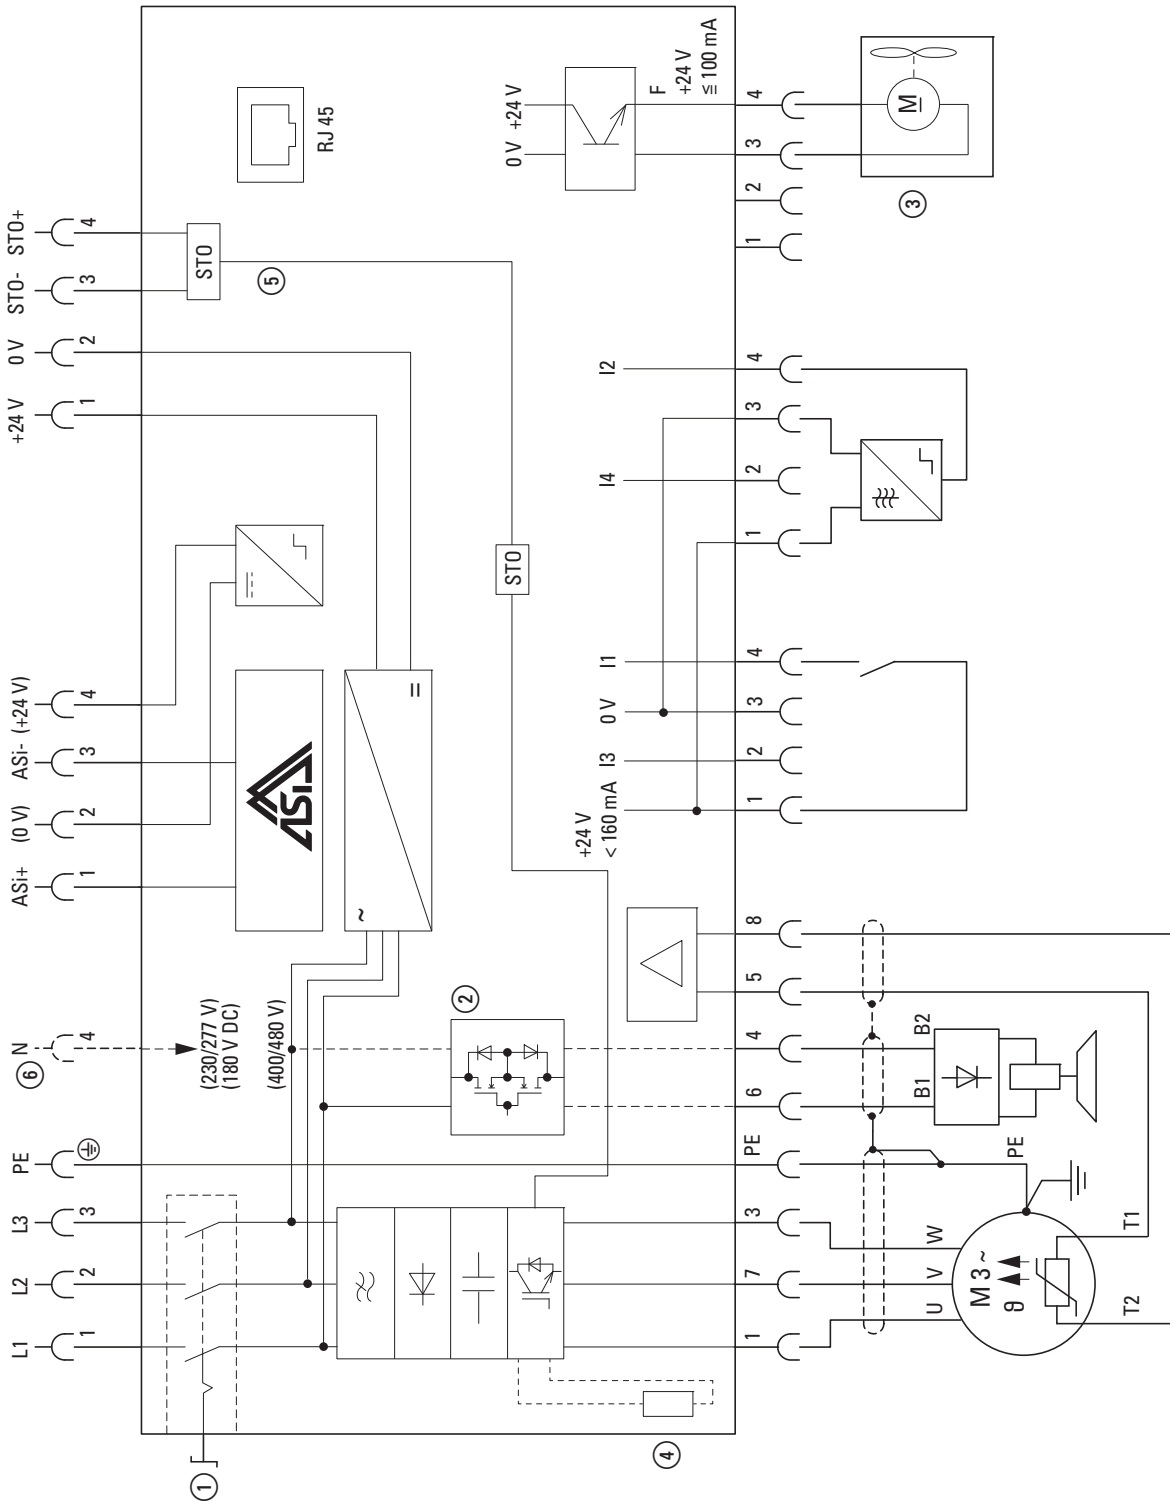 L1
L2
L3
PE
N
ASi+
(0 V)
ASi-
(+24 V)
+24 V
0 V
STO-
STO+
1
2
3
4
1
2
3
4
1
2
3
4
6
1
(230/277 V)
(180 V DC)
(400/480 V)
ASi
~
=
STO
5
RJ 45
2
STO
4
+24 V
< 160 mA
I3
0 V
I1
I4
I2
0 V
+24 V
F
+24 V
≤ 100 mA
1
7
3
PE
6
4
5
8
1
2
3
4
1
2
3
4
1
2
3
4
U
V
W
PE
B1
B2
M 3 ~
ϑ
T2
T1
M
3